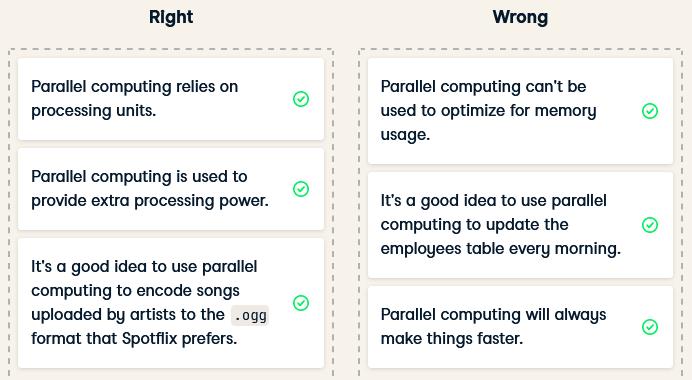 Right
Parallel computing relies on
processing units.
Parallel computing is used to
provide extra processing power.
It's a good idea to use parallel
computing to encode songs
uploaded by artists to the .ogg
format that Spotflix prefers.
Wrong
Parallel computing can't be
used to optimize for memory
usage.
It's a good idea to use parallel
computing to update the
employees table every morning.
Parallel computing will always
make things faster.